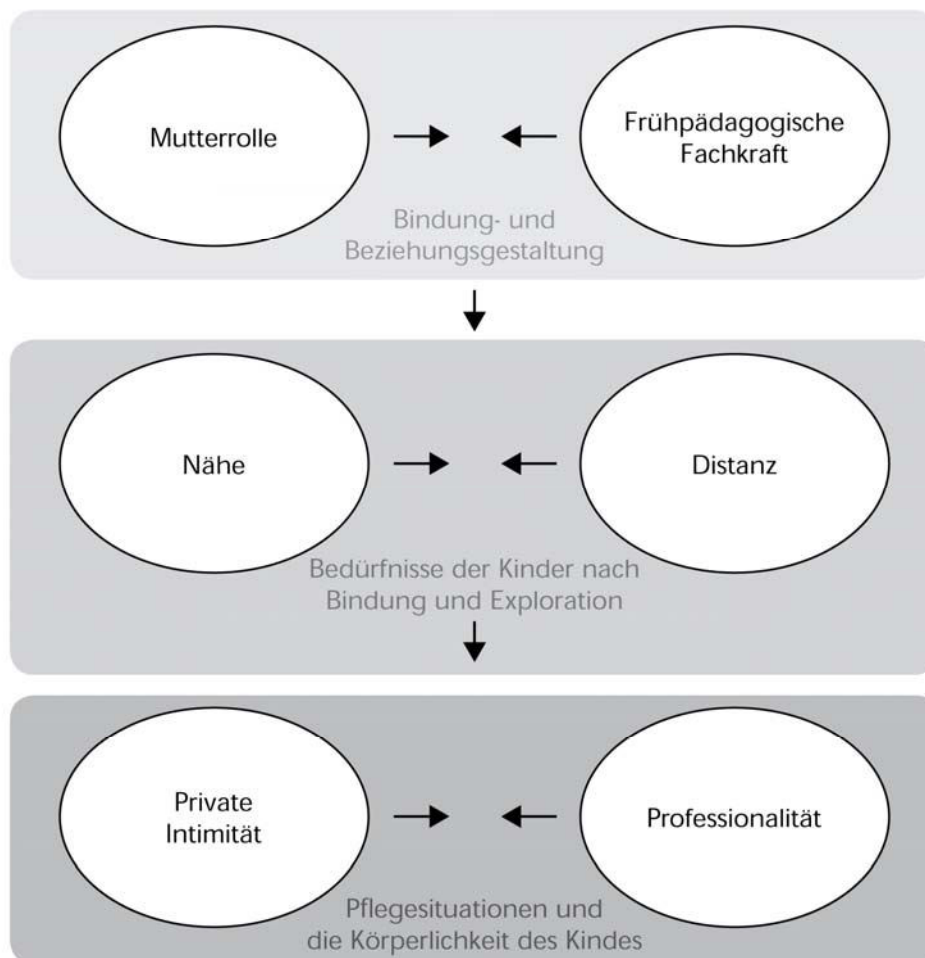 Mutterrolle
Frühpädagogische
Fachkraft
Bindung- und
Beziehungsgestaltung
Nähe
Distanz
Bedürfnisse der Kinder nach
Bindung und Exploration
Private
Intimität
Professionalität
Pflegesituationen und
die Körperlichkeit des Kindes